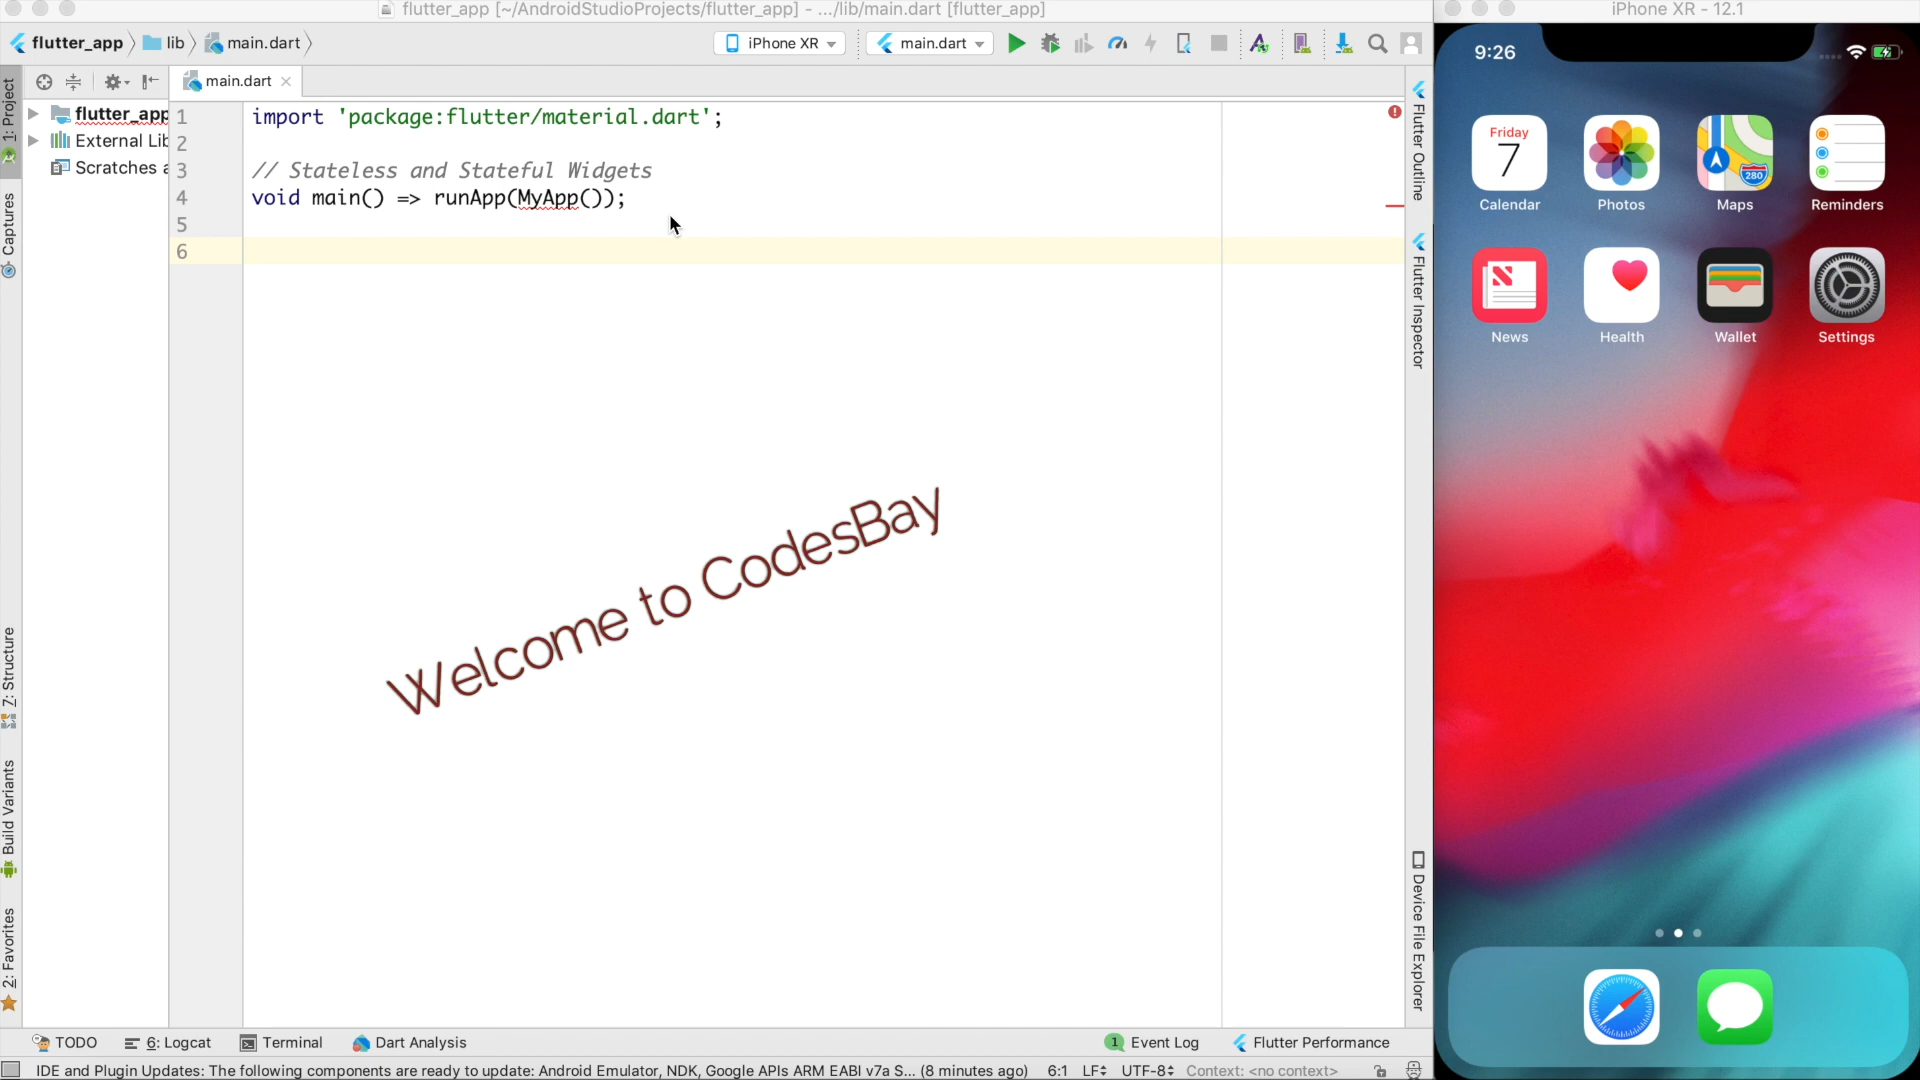 flutter_app [~/AndroidStudioProjects/flutter_app] - .../lib/main.dart [flutter_app]
iPhone XR - 12.1
flutter_app lib main.dart
iPhone XR
main.dart
main.dart
1: Project
Captures
7: Structure
Build Variants
2: Favorites
flutter_app
External Lib
Scratches a
1 import 'package:flutter/material.dart';
2
3 // Stateless and Stateful Widgets
4 void main() => runApp(MyApp());
5
6
Welcome to CodesBay
Flutter Outline
Flutter Inspector
Device File Explorer
TODO
6: Logcat
Terminal
Dart Analysis
1 Event Log
Flutter Performance
IDE and Plugin Updates: The following components are ready to update: Android Emulator, NDK, Google APIs ARM EABI v7a S... (8 minutes ago)
6:1 LF UTF-8 Context: <no context>
9:26
Friday
7
280
Calendar Photos Maps Reminders
News Health Wallet Settings